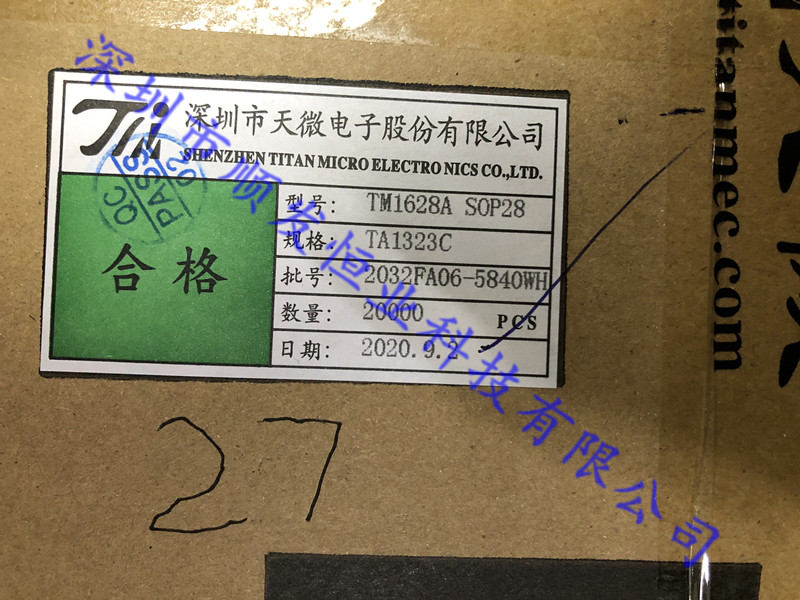 深圳市天微电子股份有限公司
SHENZHEN TITAN MICRO ELECTRO NICS CO.,LTD.
QC
PASS
02
合格
型号: TM1628A SOP28
规格: TA1323C
批号: 2032FA06-5840WH
数量: 20000 PCS
日期: 2020.9.2
27
titanmec.com
深圳市顺发恒业科技有限公司